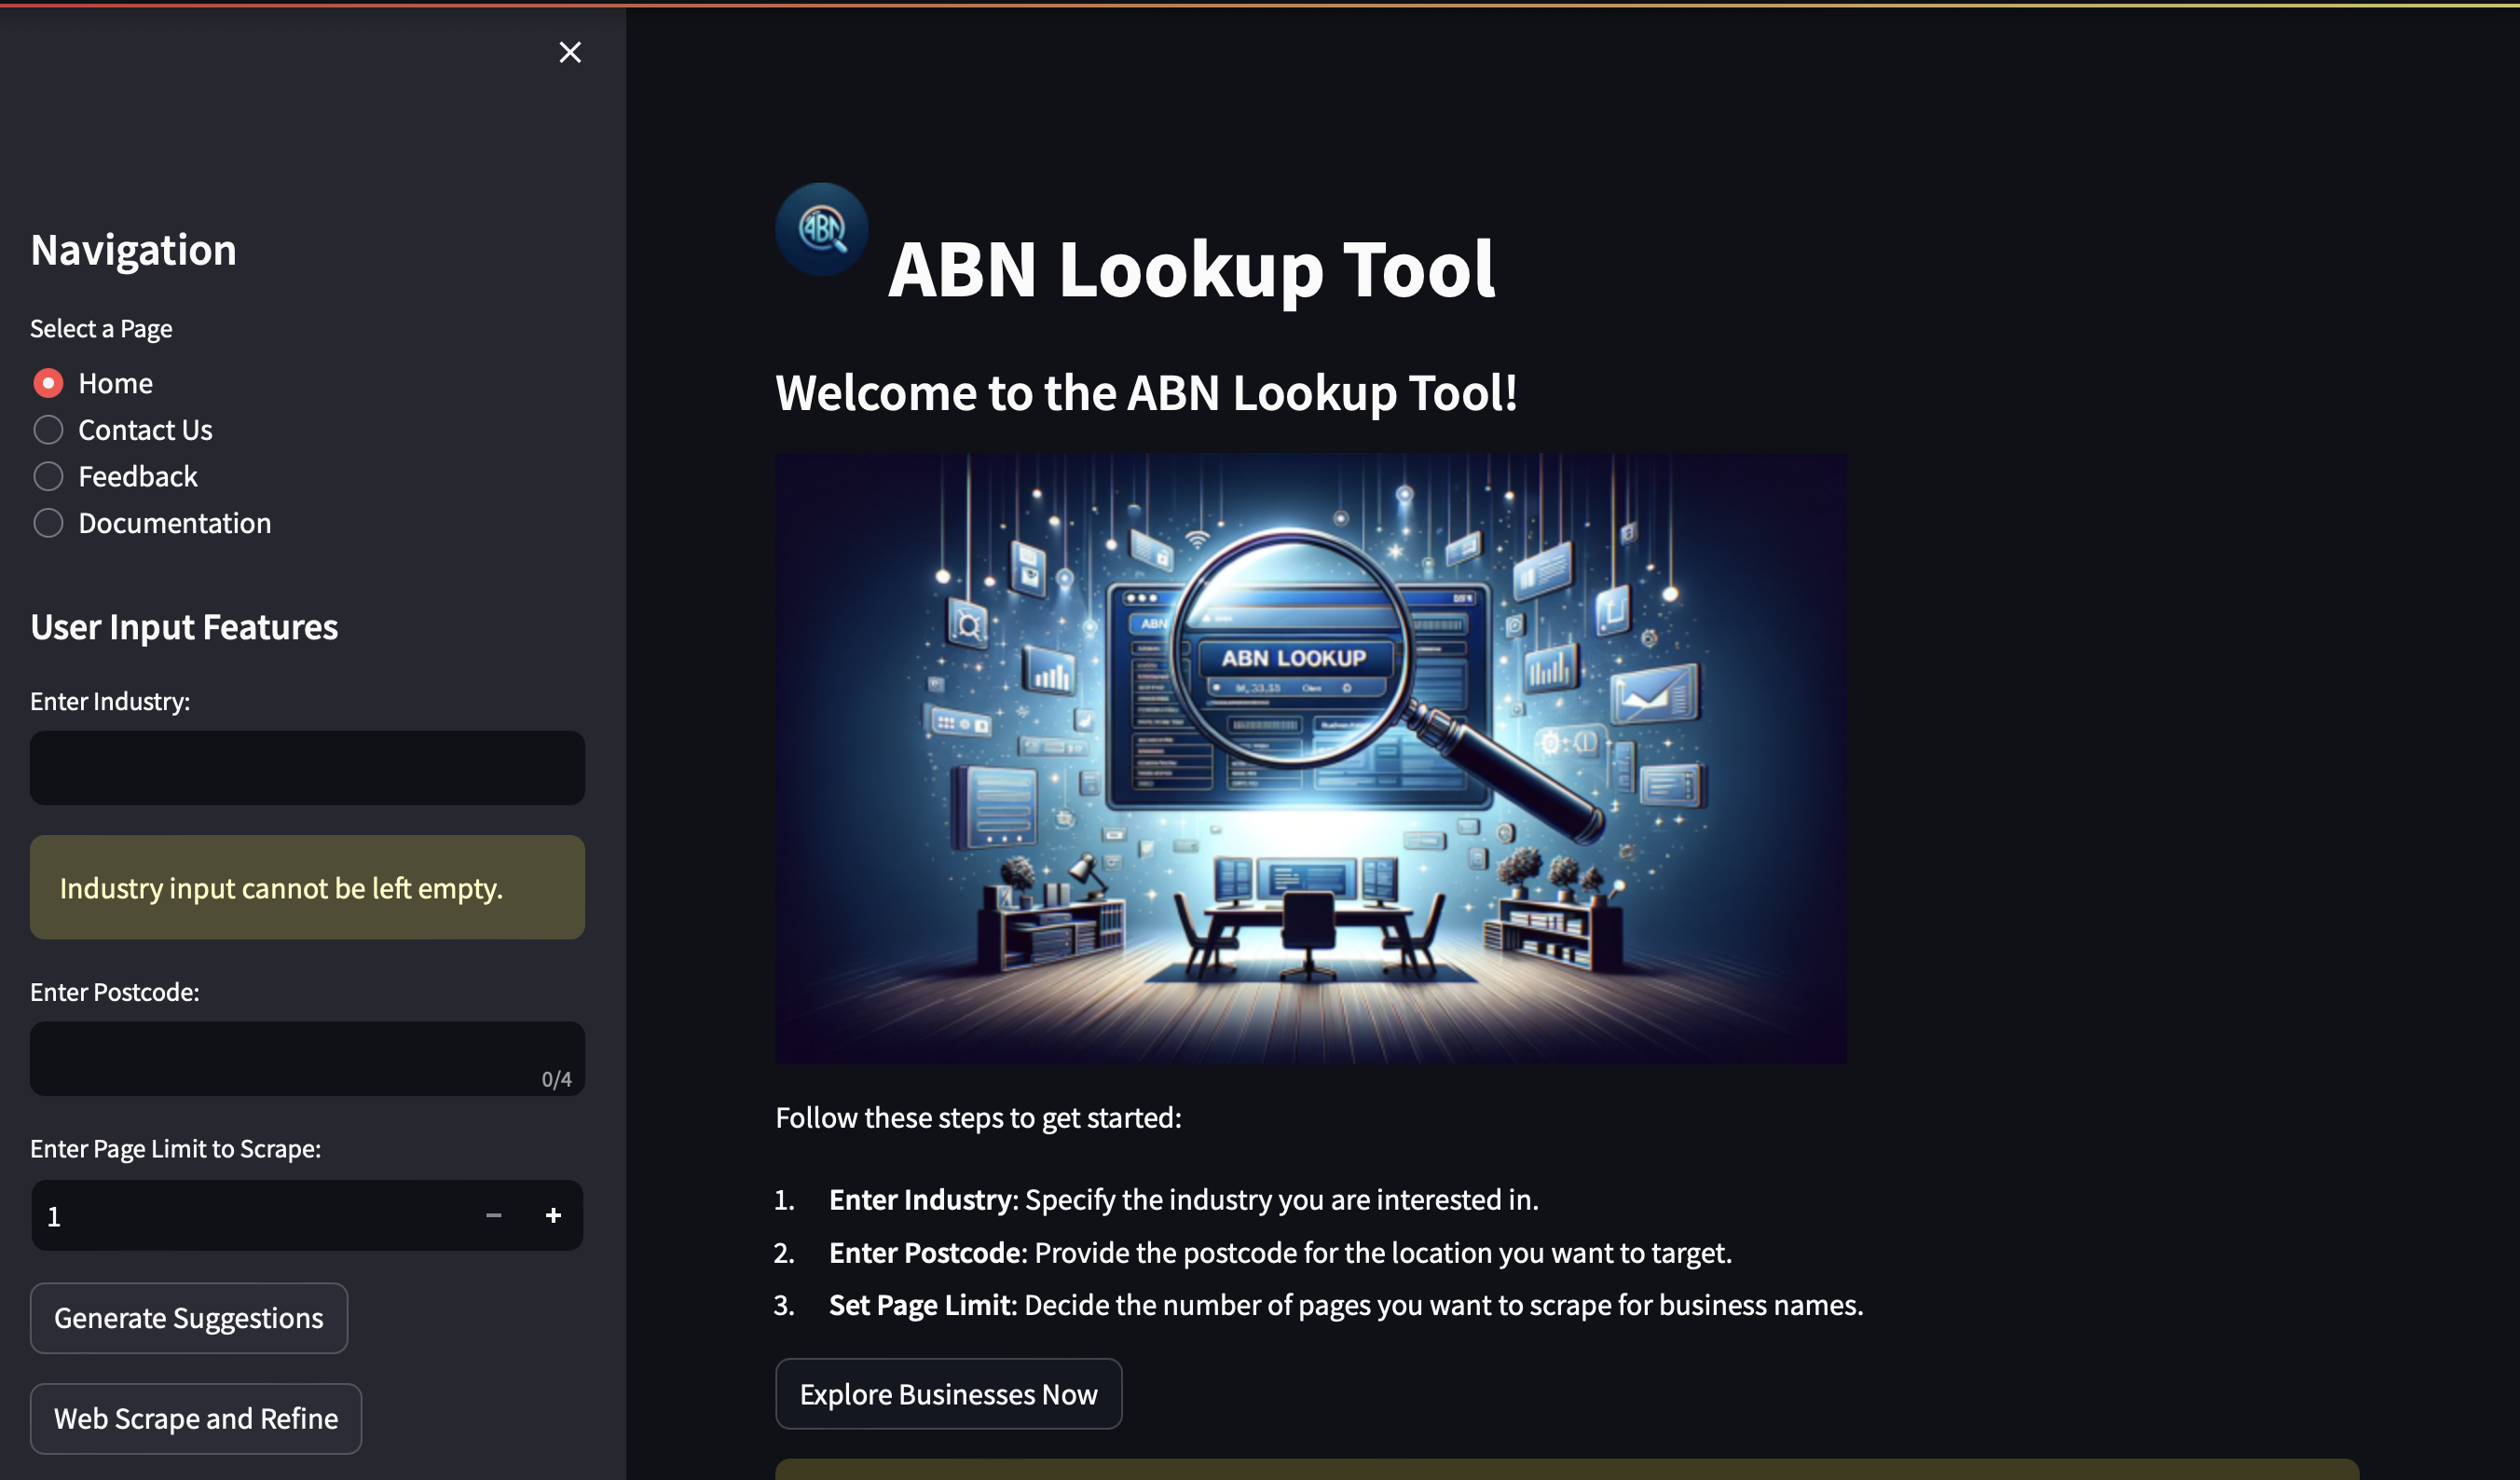 Navigation
Select a Page
Home
Contact Us
Feedback
Documentation
User Input Features
Enter Industry:
Industry input cannot be left empty.
Enter Postcode:
0/4
Enter Page Limit to Scrape:
1
Generate Suggestions
Web Scrape and Refine
ABN
ABN Lookup Tool
Welcome to the ABN Lookup Tool!
ABN
ABN LOOKUP
Follow these steps to get started:
1. Enter Industry: Specify the industry you are interested in.
2. Enter Postcode: Provide the postcode for the location you want to target.
3. Set Page Limit: Decide the number of pages you want to scrape for business names.
Explore Businesses Now